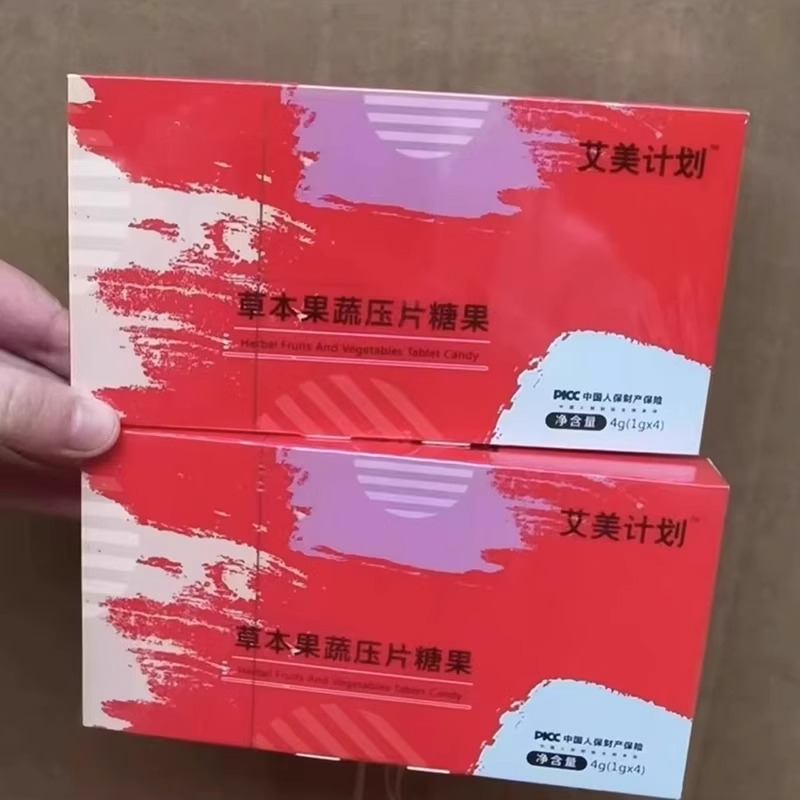 艾美计划™
草本果蔬压片糖果
Herbel Fruits And Vegetables Tablet Candy
PICC 中国人保财产保险
净含量 4g(1gx4)
艾美计划™
草本果蔬压片糖果
Herbel Fruits And Vegetables Tablet Candy
PICC 中国人保财产保险
净含量 4g(1gx4)